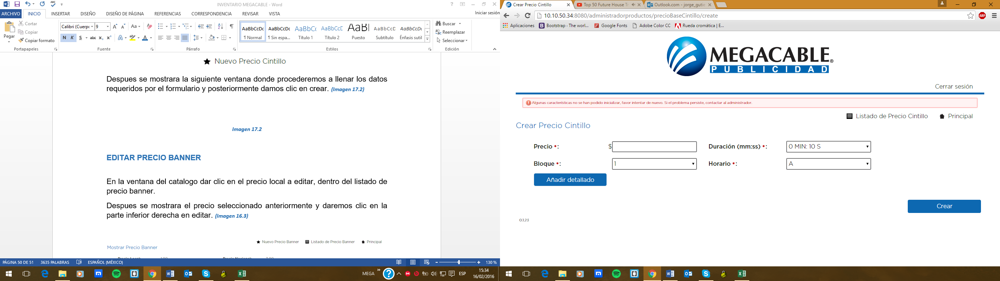 INVENTARIO MEGACABLE - Word
ARCHIVO INICIO INSERTAR DISEÑO DISEÑO DE PÁGINA REFERENCIAS CORRESPONDENCIA REVISAR VISTA Iniciar sesión
Pegar
Cortar
Copiar
Copiar formato
Portapapeles
Calibri (Cuerpo 9
N K S abc x₂ x²
Fuente
Párrafo
AaBbCcDc AaBbCcDc AaBbCc AaBbCcD AaBl AaBbCcD AaBbCcDc
¶ Normal ¶ Sin espa... Título 1 Título 2 Puesto Subtítulo Énfasis sutil
Estilos
Buscar
Reemplazar
Seleccionar
Edición
Nuevo Precio Cintillo
Despues se mostrara la siguiente ventana donde procederemos a llenar los datos
requeridos por el formulario y posteriormente damos clic en crear. (Imagen 17.2)
Imagen 17.2
EDITAR PRECIO BANNER
En la ventana del catalogo dar clic en el precio local a editar, dentro del listado de
precio banner.
Despues se mostrara el precio seleccionado anteriormente y daremos clic en la
parte inferior derecha en editar. (Imagen 16.3)
Nuevo Precio Banner Listado de Precio Banner Principal
Mostrar Precio Banner
PÁGINA 50 DE 51 3635 PALABRAS ESPAÑOL (MÉXICO) 130 %
MEGA » ESP 15:34
16/02/2016
Crear Precio Cintillo Top 50 Future House Tr Outlook.com - jorge_gutie
10.10.50.34:8080/administradorproductos/precioBaseCintillo/create
ABP
Aplicaciones Bootstrap · The worl... Google Fonts Adobe Color CC Rueda cromática | E...
MEGACABLE®
PUBLICIDAD
Cerrar sesión
Algunas características no se han podido inicializar, favor intentar de nuevo. Si el problema persiste, contactar al administrador.
Listado de Precio Cintillo Principal
Crear Precio Cintillo
Precio *: $ Duración (mm:ss) *: 0 MIN: 10 S
Bloque *: 1 Horario *: A
Añadir detallado
Crear
0.1.23